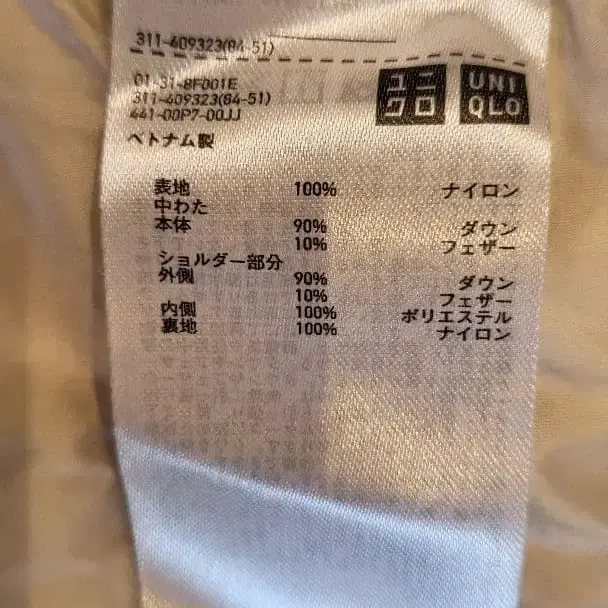 311-409323(84-51)
01-31-8F001E
311-409323(84-51)
441-00P7-00JJ
ベトナム製
ユニ
クロ
UNI
QLO
表地 100% ナイロン
中わた
本体 90% ダウン
10% フェザー
ショルダー部分
外側 90% ダウン
10% フェザー
内側 100% ポリエステル
裏地 100% ナイロン